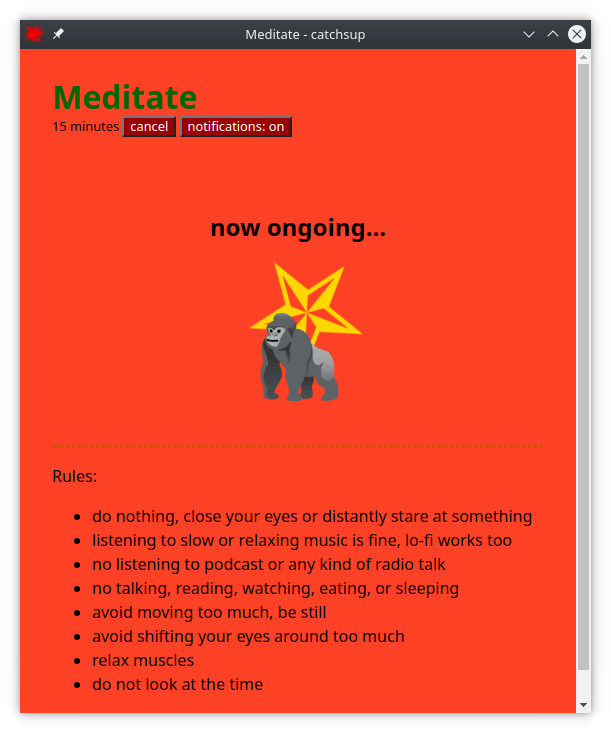 Meditate - catchsup
Meditate
15 minutes cancel notifications: on
now ongoing...
Rules:
do nothing, close your eyes or distantly stare at something
listening to slow or relaxing music is fine, lo-fi works too
no listening to podcast or any kind of radio talk
no talking, reading, watching, eating, or sleeping
avoid moving too much, be still
avoid shifting your eyes around too much
relax muscles
do not look at the time